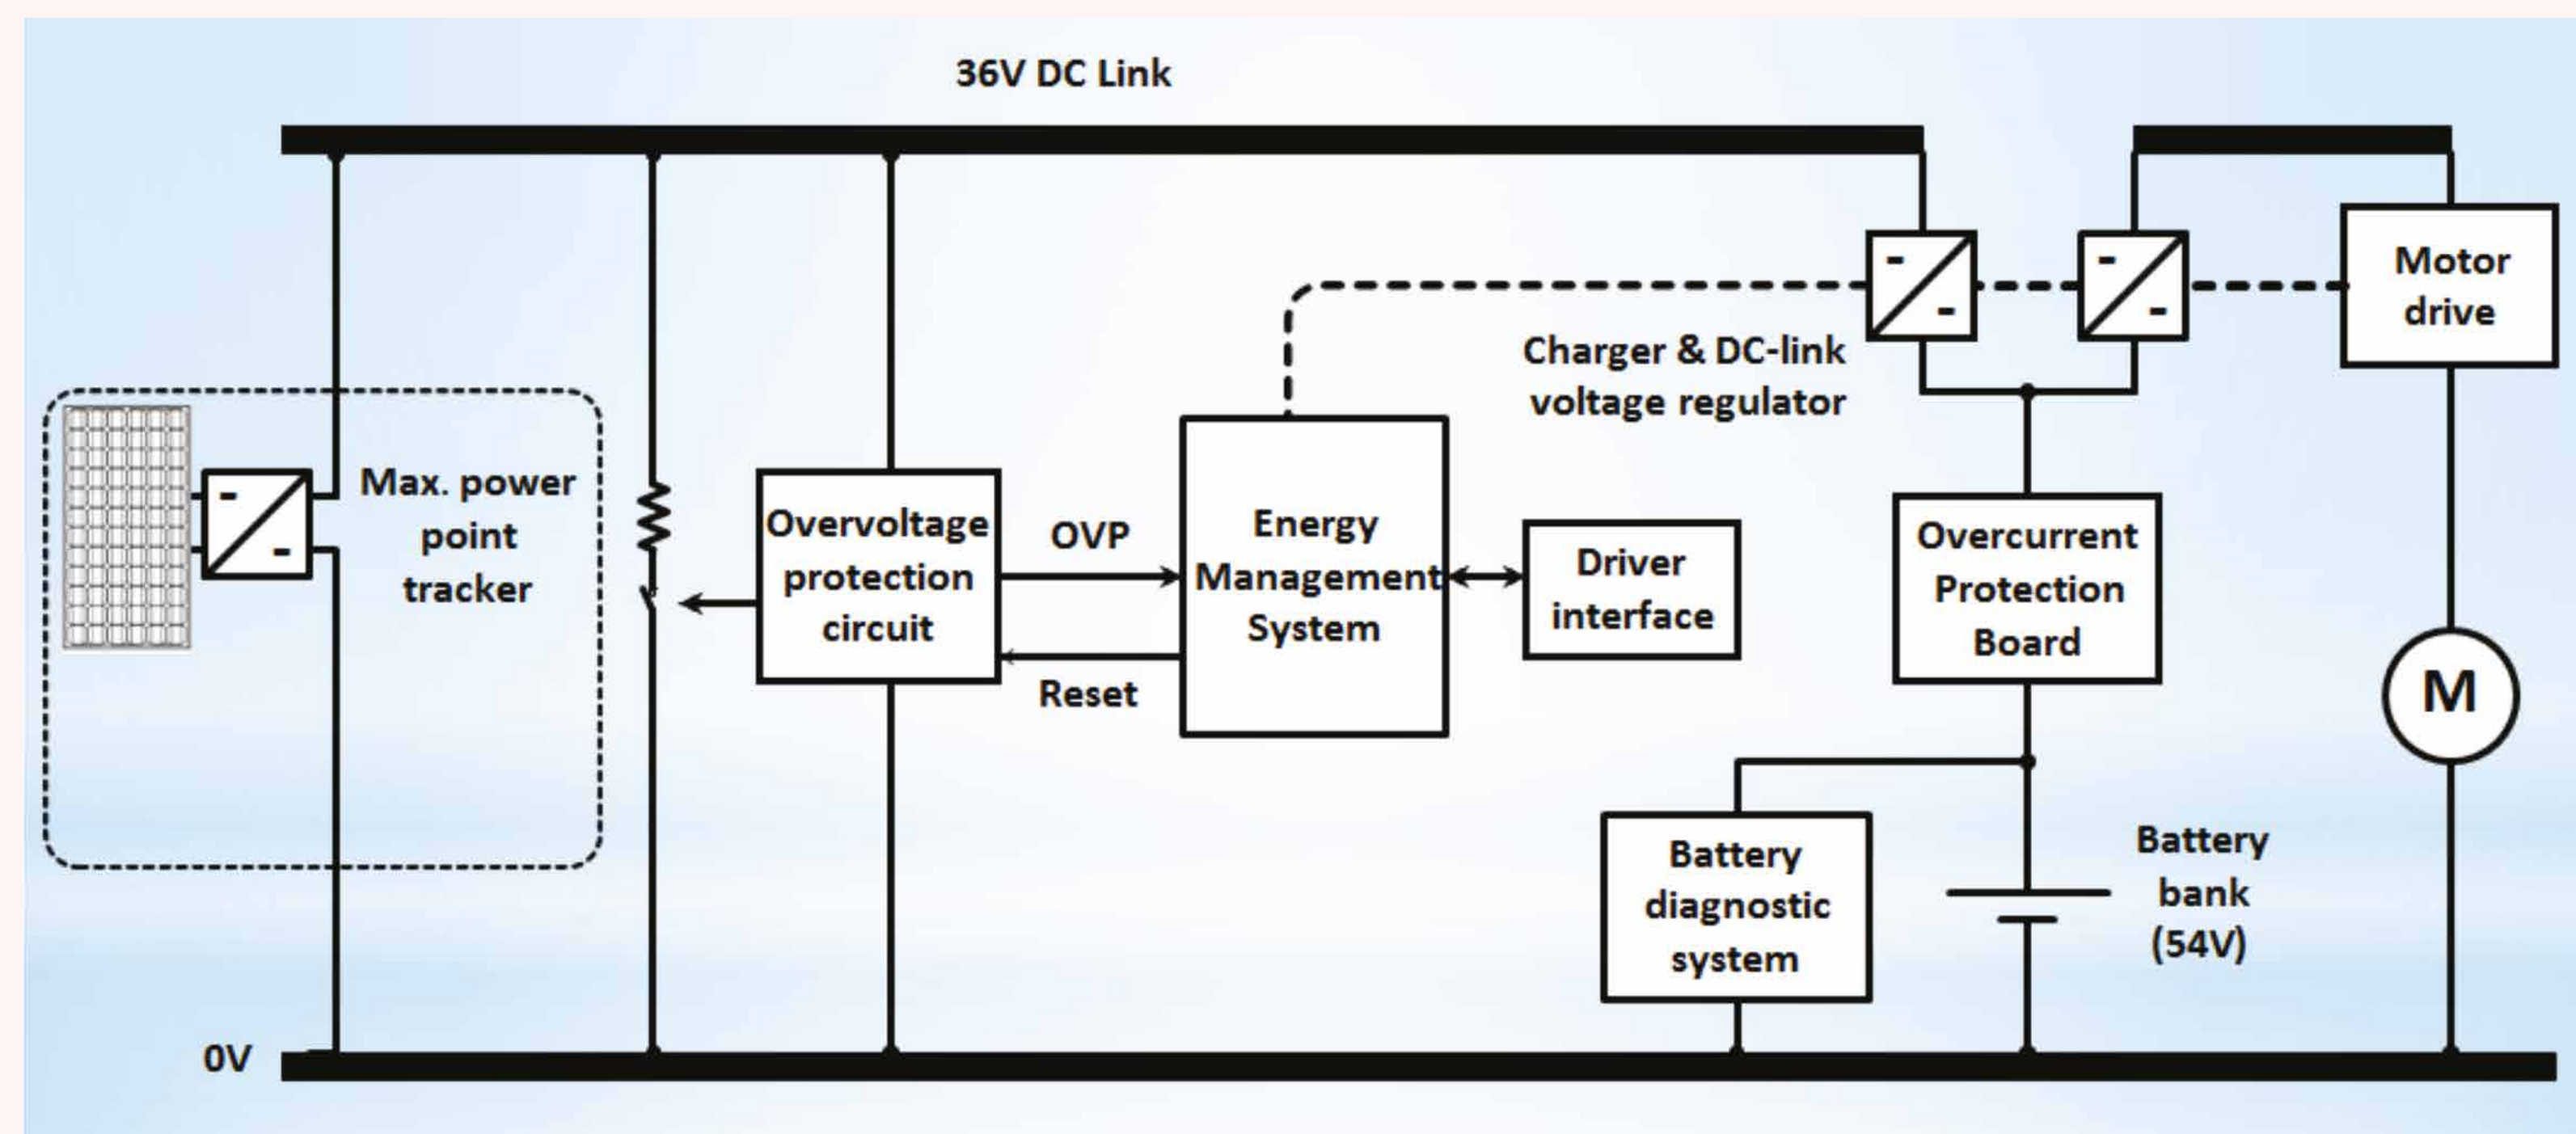 36V DC Link
Motor
drive
Charger & DC-link
voltage regulator
Max. power
point
tracker
Overvoltage
protection
circuit
OVP
Reset
Energy
Management
System
Driver
interface
Overcurrent
Protection
Board
M
Battery
diagnostic
system
Battery
bank
(54V)
0V